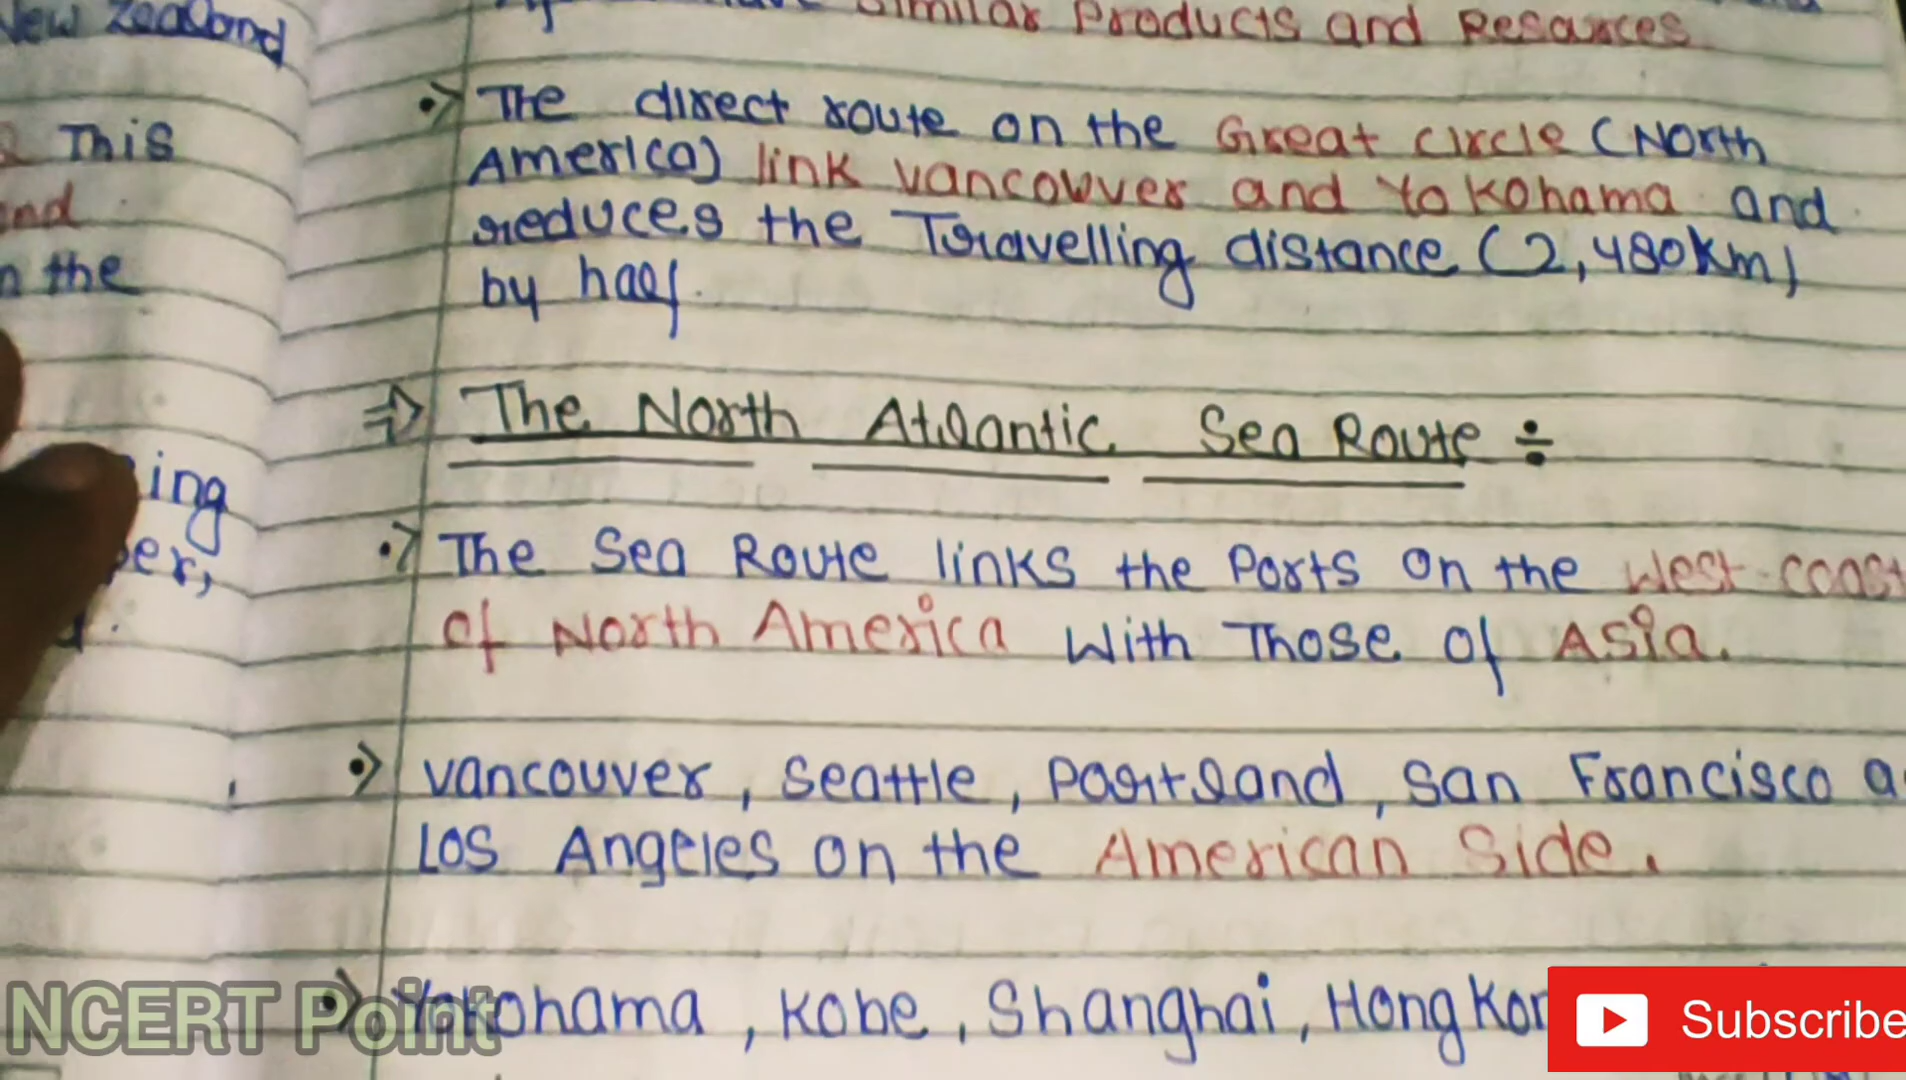 New Zealand
Similar Products and Resources
This
•> The direct route on the Great circle (North
America) link vancouver and Yokohama and
and
reduces the Travelling distance (2,480km)
the
by half.
⇒ The North Atlantic Sea Route ÷
ing
•> The Sea Route links the Ports on the West-coast
of North America With Those of Asia.
•> vancouver, Seattle, Portland, San Francisco
Los Angeles on the American Side.
•> Yokohama, Kobe, Shanghai, Hong Kon
NCERT Point
Subscribe